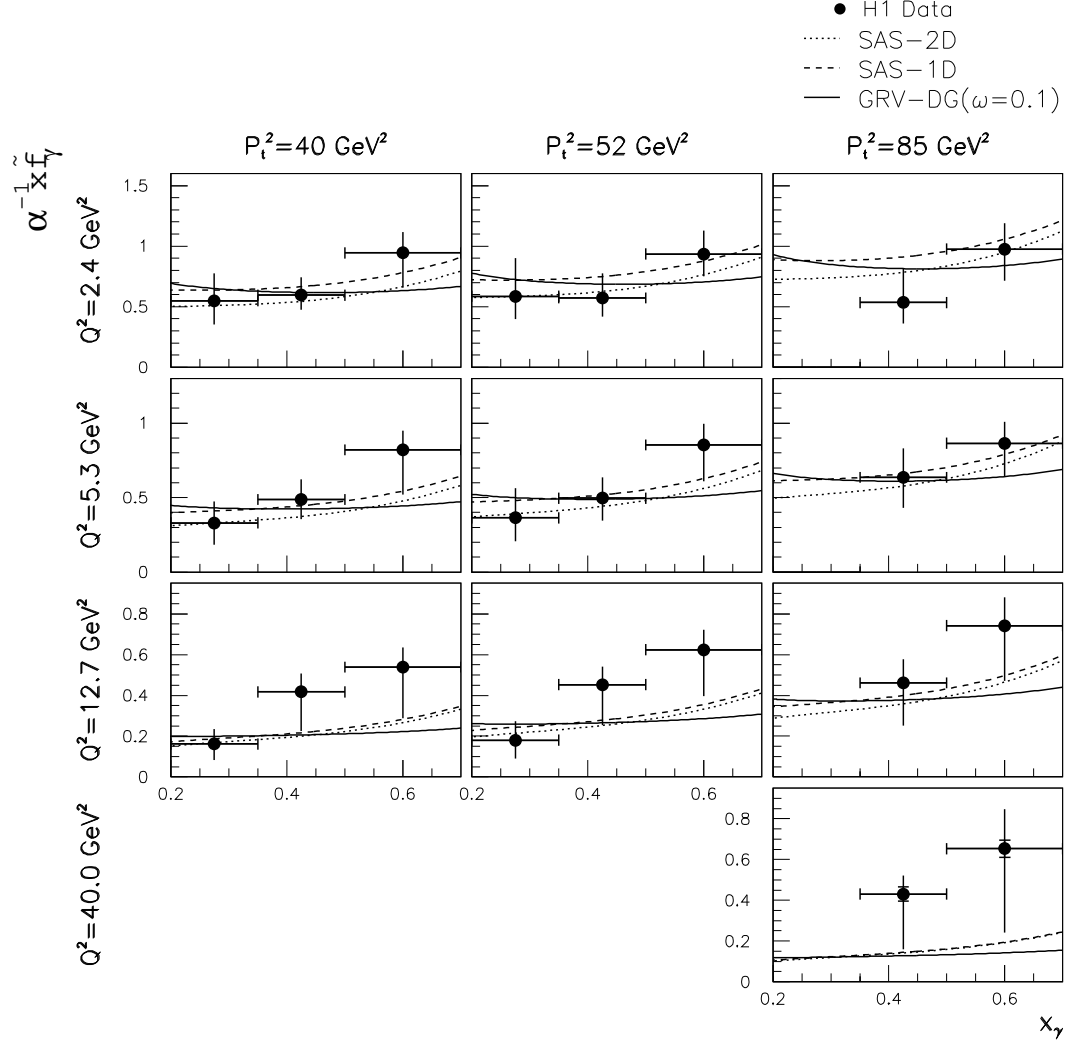 H1 Data
SAS-2D
SAS-1D
GRV-DG(ω=0.1)
α⁻¹xf̃γ
Pₜ²=40 GeV²
Pₜ²=52 GeV²
Pₜ²=85 GeV²
Q²=2.4 GeV²
1.5
1
0.5
0
Q²=5.3 GeV²
1
0.5
0
Q²=12.7 GeV²
0.8
0.6
0.4
0.2
0
0.2 0.4 0.6 0.2 0.4 0.6
Q²=40.0 GeV²
0.8
0.6
0.4
0.2
0
0.2 0.4 0.6
xγ